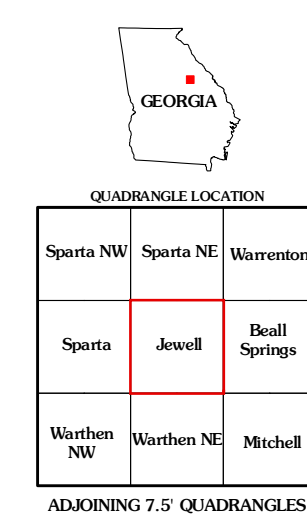 GEORGIA
QUADRANGLE LOCATION
Sparta NW Sparta NE Warrenton
Sparta Jewell Beall
Springs
Warthen
NW Warthen NE Mitchell
ADJOINING 7.5' QUADRANGLES